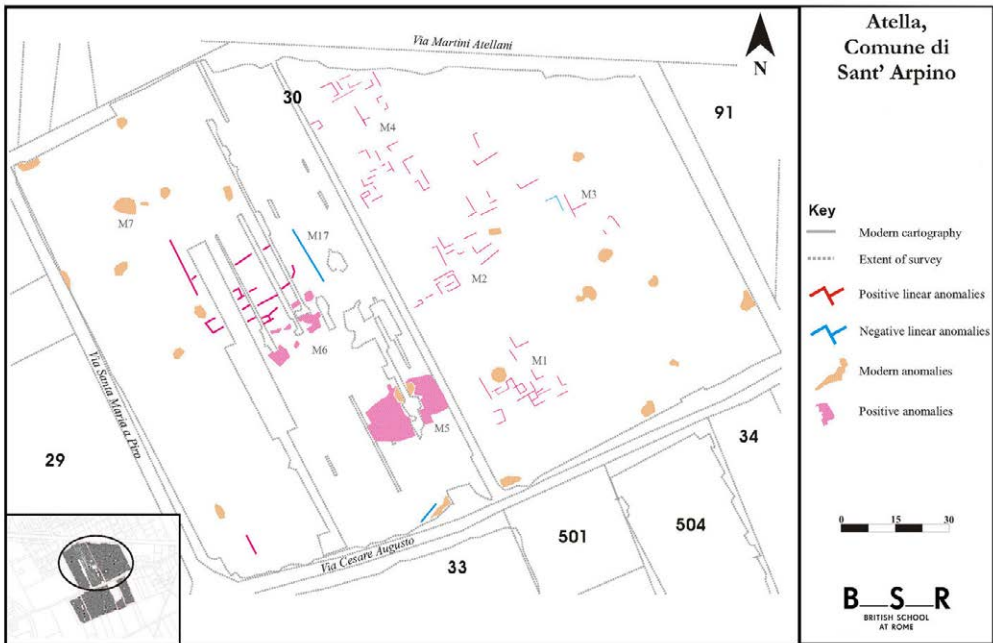 Atella,
Comune di
Sant' Arpino
Via Martini Atellani
N
30
91
M4
M3
M7
M17
M2
M6
M1
M5
Via Santa Maria a Piro
29
34
Via Cesare Augusto
33
501
504
Key
Modern cartography
Extent of survey
Positive linear anomalies
Negative linear anomalies
Modern anomalies
Positive anomalies
0 15 30
B__S__R
BRITISH SCHOOL
AT ROME